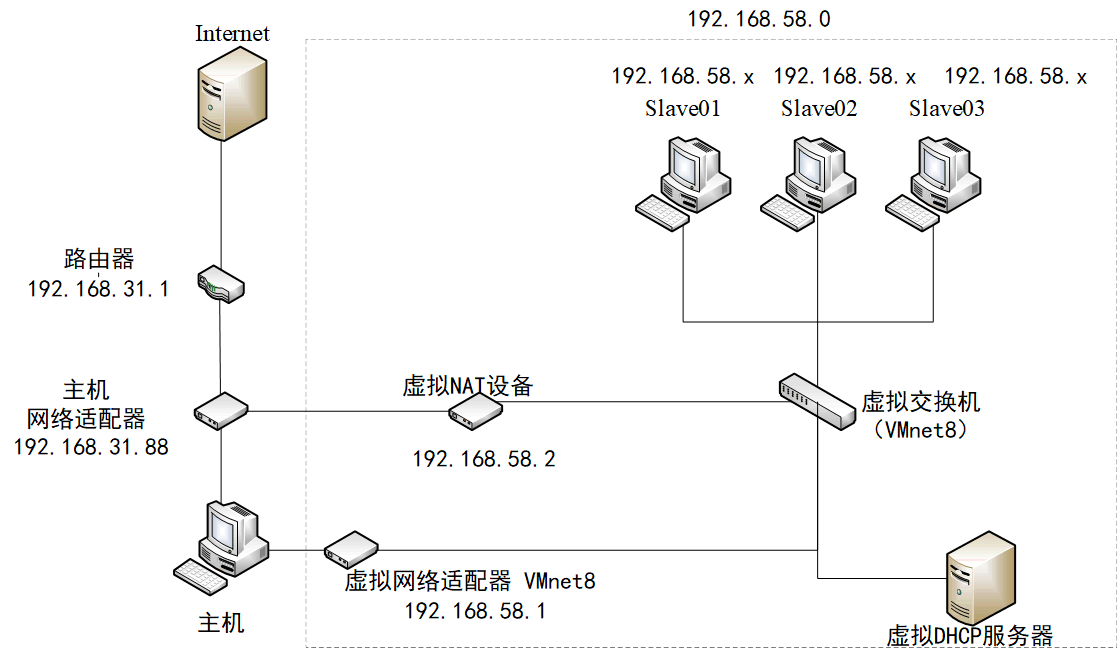 192.168.58.0
Internet
192.168.58.x
192.168.58.x
192.168.58.x
Slave01
Slave02
Slave03
路由器
192.168.31.1
主机
网络适配器
192.168.31.88
虚拟NAT设备
192.168.58.2
虚拟交换机
（VMnet8）
虚拟网络适配器 VMnet8
192.168.58.1
主机
虚拟DHCP服务器